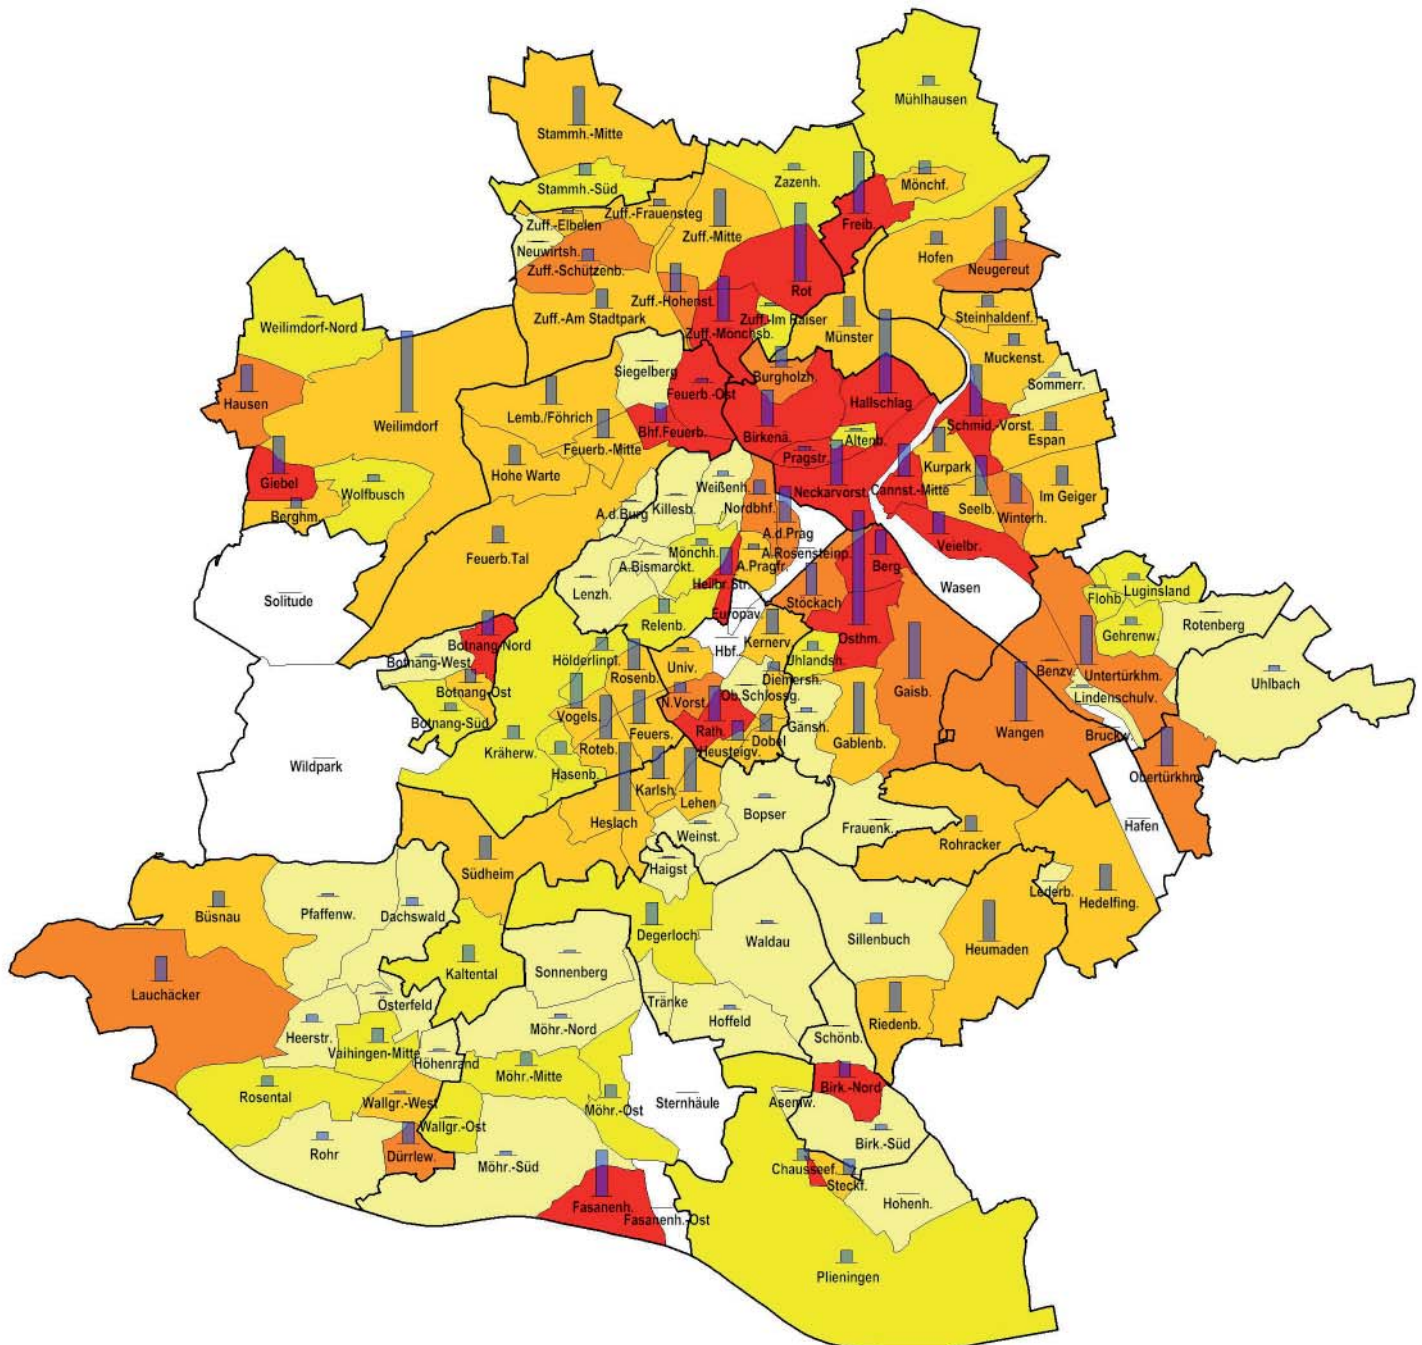 Mühlhausen
Stammh.-Mitte
Zazenh.
Mönchf.
Stammh.-Süd
Zuff.-Frauensteg
Zuff.-Elbelen
Freib.
Zuff.-Mitte
Neuwirtsh.
Hofen
Neugereut
Zuff.-Schützenb.
Rot
Zuff.-Hohenst.
Steinhaldenf.
Zuff.-Am Stadtpark
Zuff.-Im Raiser
Weilimdorf-Nord
Zuff.-Mönchsb.
Münster
Muckenst.
Siegelberg
Burgholzh.
Sommerr.
Feuerb.-Ost
Hausen
Hallschlag
Lemb./Föhrich
Weilimdorf
Schmid.-Vorst.
Bhf.Feuerb.
Birkenä.
Altenb.
Espan
Feuerb.-Mitte
Kurpark
Pragstr.
Hohe Warte
Giebel
Wolfbusch
Weißenh.
Neckarvorst.
Cannst.-Mitte
Im Geiger
Berghm.
A.d.Burg
Killesb.
Nordbhf.
Seelb.
Winterh.
A.d.Prag
Veielbr.
Feuerb.Tal
Mönchh.
A.Rosensteinp.
A.Bismarckt.
A.Pragfr.
Berg
Heilbr.Str.
Wasen
Lenzh.
Luginsland
Solitude
Stöckach
Flohb.
Europav.
Relenb.
Rotenberg
Gehrenw.
Botnang-Nord
Osthm.
Kernerv.
Hbf.
Botnang-West
Hölderlinpl.
Univ.
Uhlandsh.
Benzv.
Untertürkhm.
Rosenb.
Diemersh.
Uhlbach
Botnang-Ost
Gaisb.
Ob.Schlossg.
Lindenschulv.
N.Vorst.
Vogels.
Botnang-Süd
Gänsh.
Rath.
Wangen
Feuers.
Bruckw.
Kräherw.
Roteb.
Dobel
Gablenb.
Heusteigv.
Wildpark
Hasenb.
Obertürkhm.
Karlsh.
Lehen
Heslach
Bopser
Hafen
Frauenk.
Weinst.
Rohracker
Haigst
Südheim
Lederb.
Hedelfing.
Büsnau
Pfaffenw.
Dachswald
Degerloch
Waldau
Sillenbuch
Heumaden
Kaltental
Sonnenberg
Lauchäcker
Österfeld
Tränke
Hoffeld
Riedenb.
Möhr.-Nord
Heerstr.
Schönb.
Vaihingen-Mitte
Höhenrand
Möhr.-Mitte
Birk.-Nord
Rosental
Wallgr.-West
Sternhäule
Asemw.
Möhr.-Ost
Wallgr.-Ost
Birk.-Süd
Rohr
Dürrlew.
Möhr.-Süd
Chausseef.
Steckf.
Hohenh.
Fasanenh.
Fasanenh.-Ost
Plieningen